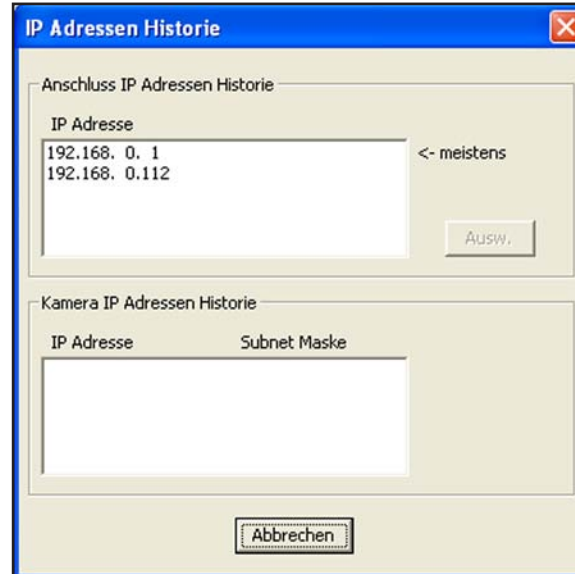 IP Adressen Historie
Anschluss IP Adressen Historie
IP Adresse
192.168. 0. 1 <- meistens
192.168. 0.112
Ausw.
Kamera IP Adressen Historie
IP Adresse Subnet Maske
Abbrechen